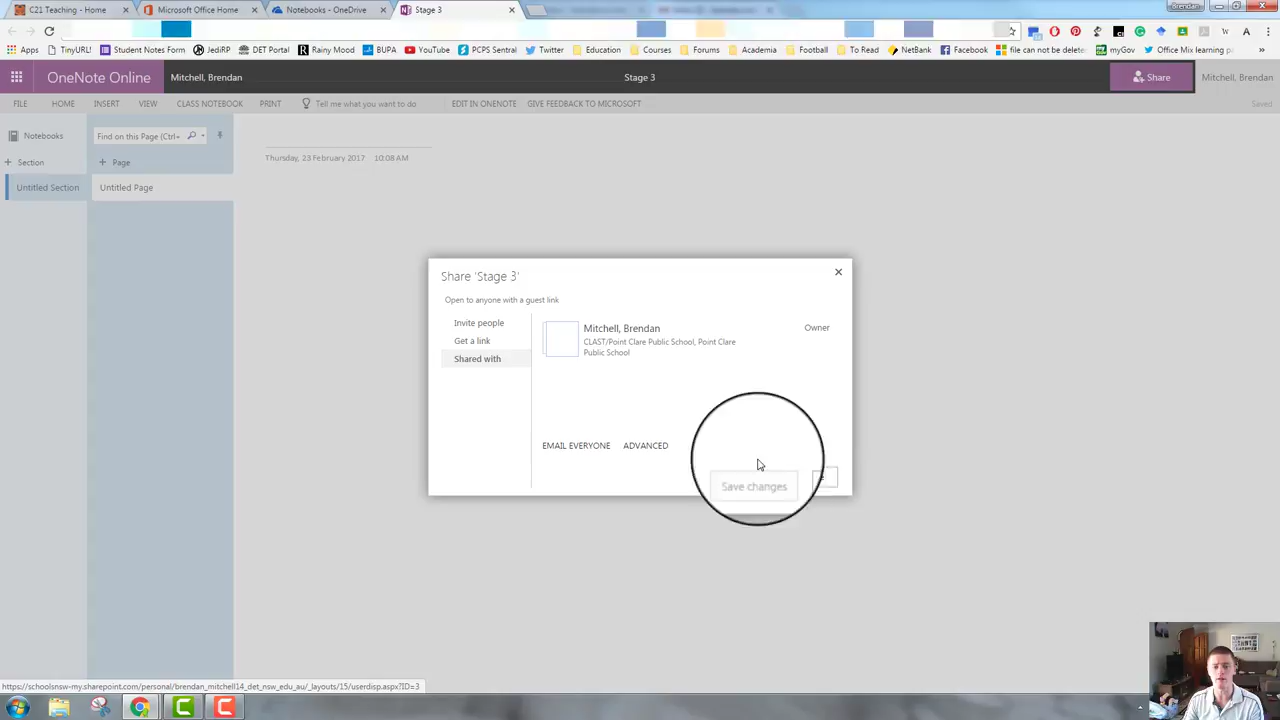 C21 Teaching - Home
Microsoft Office Home
Notebooks - OneDrive
Stage 3
Brendan
Apps
TinyURL!
Student Notes Form
JediRP
DET Portal
Rainy Mood
BUPA
YouTube
PCPS Sentral
Twitter
Education
Courses
Forums
Academia
Football
To Read
NetBank
Facebook
file can not be delete
myGov
Office Mix learning p
OneNote Online
Mitchell, Brendan
Stage 3
Share
Mitchell, Brendan
FILE
HOME
INSERT
VIEW
CLASS NOTEBOOK
PRINT
Tell me what you want to do
EDIT IN ONENOTE
GIVE FEEDBACK TO MICROSOFT
Saved
Notebooks
Find on this Page (Ctrl+
+ Section
+ Page
Untitled Section
Untitled Page
Thursday, 23 February 2017 10:08 AM
Share 'Stage 3'
Open to anyone with a guest link
Invite people
Get a link
Shared with
Mitchell, Brendan
Owner
CLAST/Point Clare Public School, Point Clare
Public School
EMAIL EVERYONE
ADVANCED
Save changes
https://schoolsnsw-my.sharepoint.com/personal/brendan_mitchell14_det_nsw_edu_au/_layouts/15/userdisp.aspx?ID=3